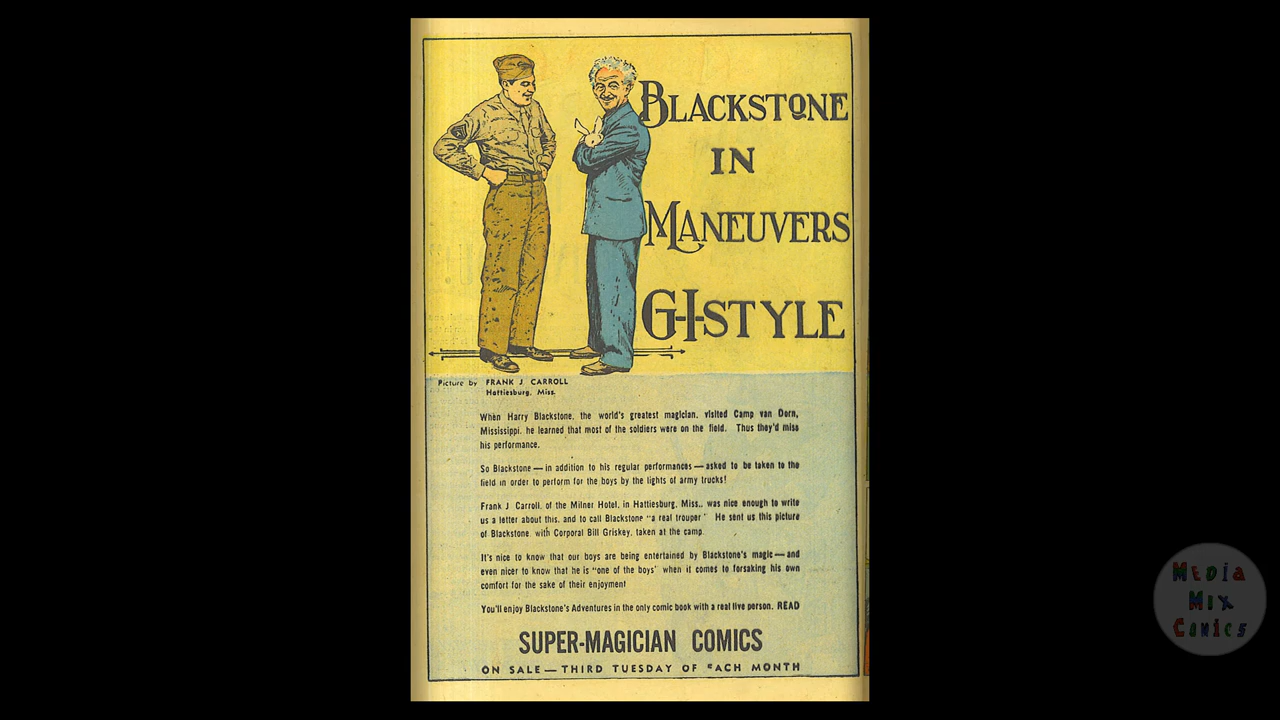 BLACKSTONE
IN
MANEUVERS
G-I-STYLE
Picture by FRANK J CARROLL
Hattiesburg, Miss.
When Harry Blackstone, the world's greatest magician, visited Camp van Dorn,
Mississippi, he learned that most of the soldiers were on the field. Thus they'd miss
his performance.
So Blackstone — in addition to his regular performances — asked to be taken to the
field in order to perform for the boys by the lights of army trucks!
Frank J Carroll, of the Milner Hotel, in Hattiesburg, Miss., was nice enough to write
us a letter about this, and to call Blackstone "a real trouper" He sent us this picture
of Blackstone with Corporal Bill Griskey, taken at the camp
It's nice to know that our boys are being entertained by Blackstone's magic — and
even nicer to know that he is "one of the boys" when it comes to forsaking his own
comfort for the sake of their enjoyment
You'll enjoy Blackstone's Adventures in the only comic book with a real live person. READ
SUPER-MAGICIAN COMICS
ON SALE — THIRD TUESDAY OF EACH MONTH
MEDIA
MIX
COMICS